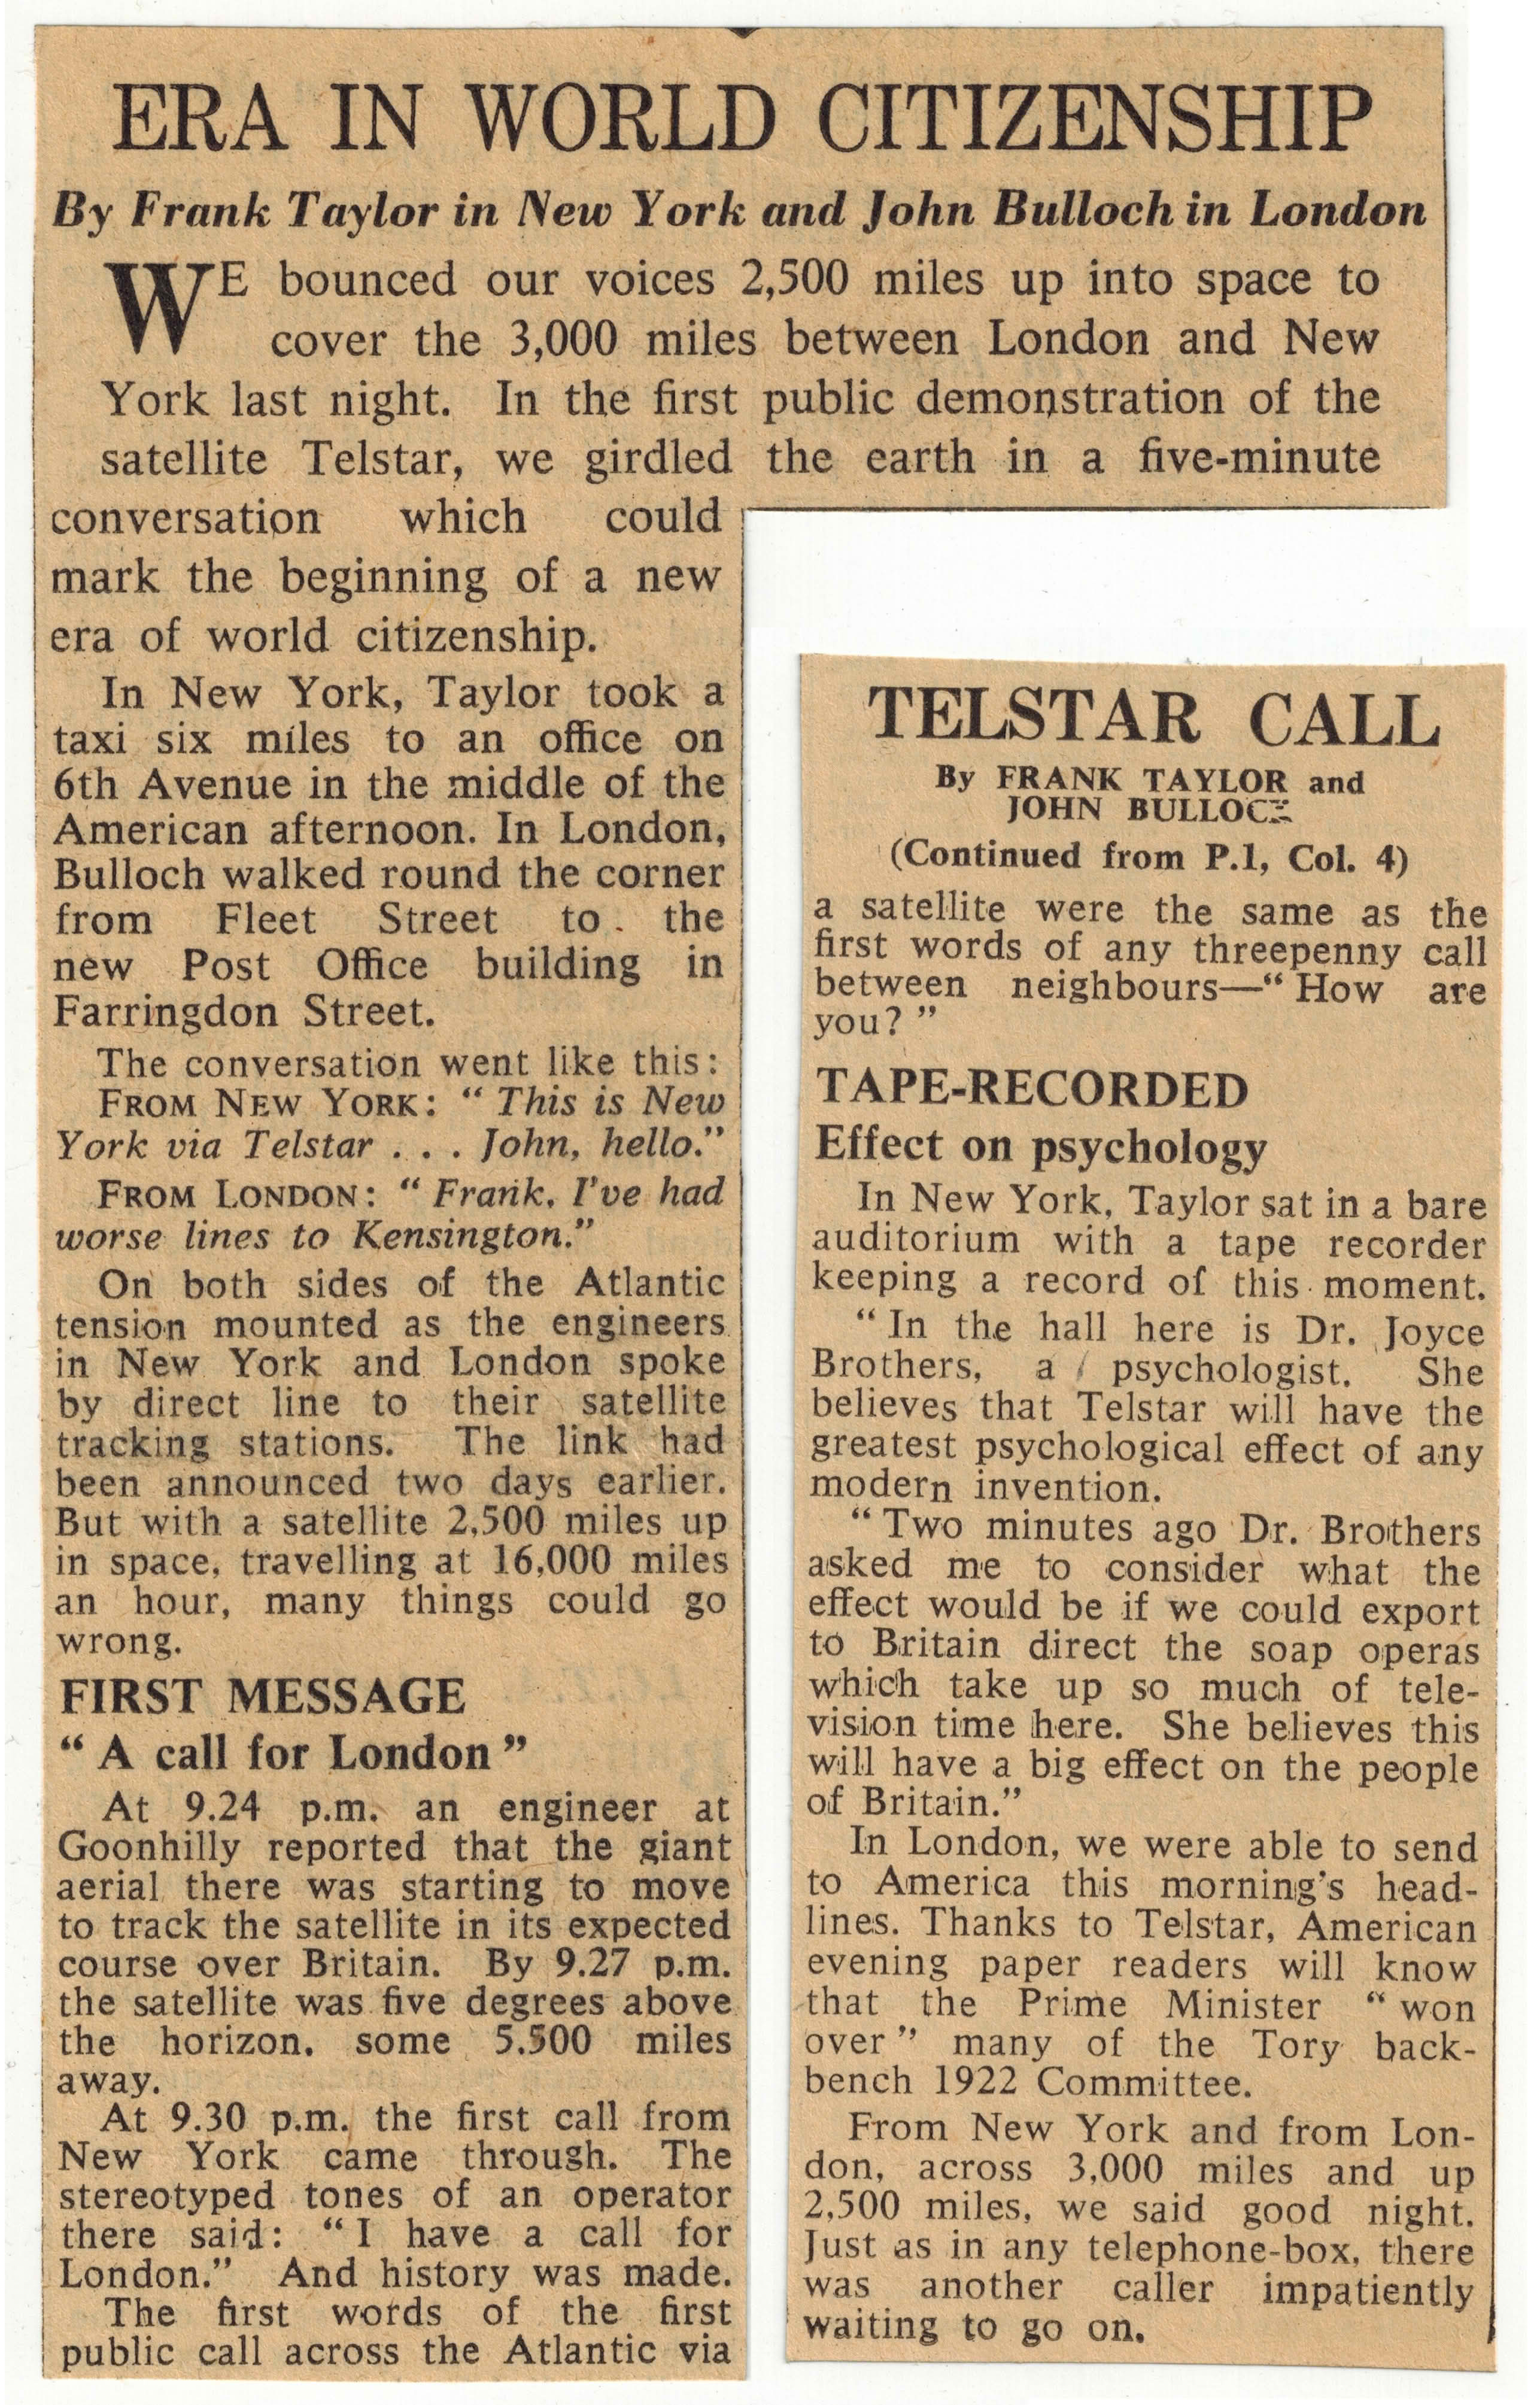 ERA IN WORLD CITIZENSHIP
By Frank Taylor in New York and John Bulloch in London
WE bounced our voices 2,500 miles up into space to
cover the 3,000 miles between London and New
York last night. In the first public demonstration of the
satellite Telstar, we girdled the earth in a five-minute
conversation which could
mark the beginning of a new
era of world citizenship.
In New York, Taylor took a
taxi six miles to an office on
6th Avenue in the middle of the
American afternoon. In London,
Bulloch walked round the corner
from Fleet Street to the
new Post Office building in
Farringdon Street.
The conversation went like this:
FROM NEW YORK: "This is New
York via Telstar . . . John, hello."
FROM LONDON: "Frank, I've had
worse lines to Kensington."
On both sides of the Atlantic
tension mounted as the engineers
in New York and London spoke
by direct line to their satellite
tracking stations. The link had
been announced two days earlier.
But with a satellite 2,500 miles up
in space, travelling at 16,000 miles
an hour, many things could go
wrong.
FIRST MESSAGE
"A call for London"
At 9.24 p.m. an engineer at
Goonhilly reported that the giant
aerial there was starting to move
to track the satellite in its expected
course over Britain. By 9.27 p.m.
the satellite was five degrees above
the horizon, some 5,500 miles
away.
At 9.30 p.m. the first call from
New York came through. The
stereotyped tones of an operator
there said: "I have a call for
London." And history was made.
The first words of the first
public call across the Atlantic via
TELSTAR CALL
By FRANK TAYLOR and
JOHN BULLOCH
(Continued from P.1, Col. 4)
a satellite were the same as the
first words of any threepenny call
between neighbours—"How are
you?"
TAPE-RECORDED
Effect on psychology
In New York, Taylor sat in a bare
auditorium with a tape recorder
keeping a record of this moment.
"In the hall here is Dr. Joyce
Brothers, a psychologist. She
believes that Telstar will have the
greatest psychological effect of any
modern invention.
"Two minutes ago Dr. Brothers
asked me to consider what the
effect would be if we could export
to Britain direct the soap operas
which take up so much of tele-
vision time here. She believes this
will have a big effect on the people
of Britain."
In London, we were able to send
to America this morning's head-
lines. Thanks to Telstar, American
evening paper readers will know
that the Prime Minister "won
over" many of the Tory back-
bench 1922 Committee.
From New York and from Lon-
don, across 3,000 miles and up
2,500 miles, we said good night.
Just as in any telephone-box, there
was another caller impatiently
waiting to go on.